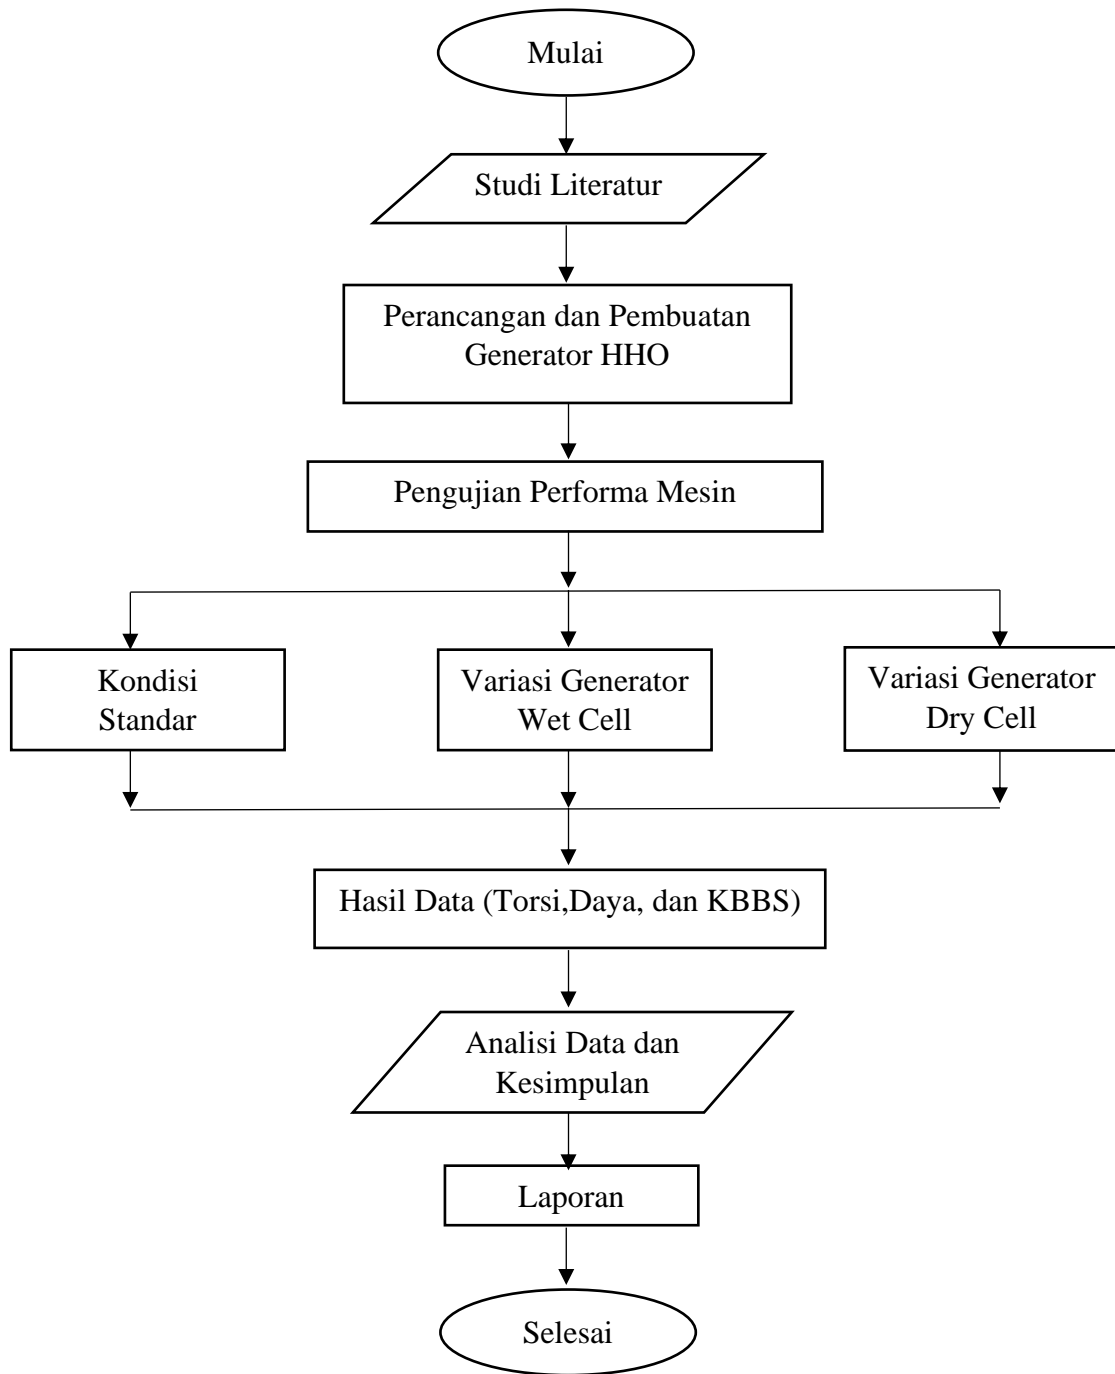 Mulai
Studi Literatur
Perancangan dan Pembuatan
Generator HHO
Pengujian Performa Mesin
Kondisi
Standar
Variasi Generator
Wet Cell
Variasi Generator
Dry Cell
Hasil Data (Torsi,Daya, dan KBBS)
Analisi Data dan
Kesimpulan
Laporan
Selesai